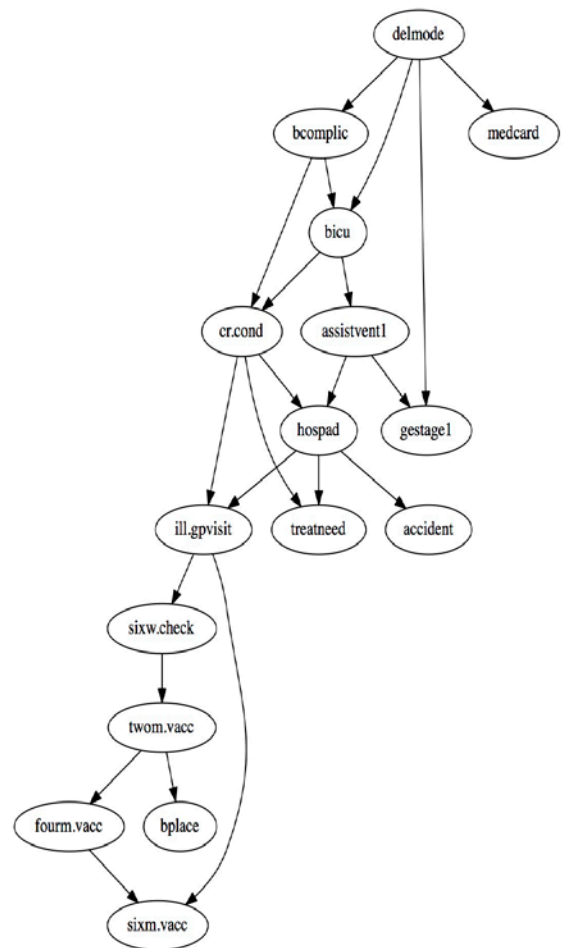 delmode
bcomplic
medcard
bicu
cr.cond
assistvent1
hospad
gestage1
ill.gpvisit
treatneed
accident
sixw.check
twom.vacc
fourm.vacc
bplace
sixm.vacc